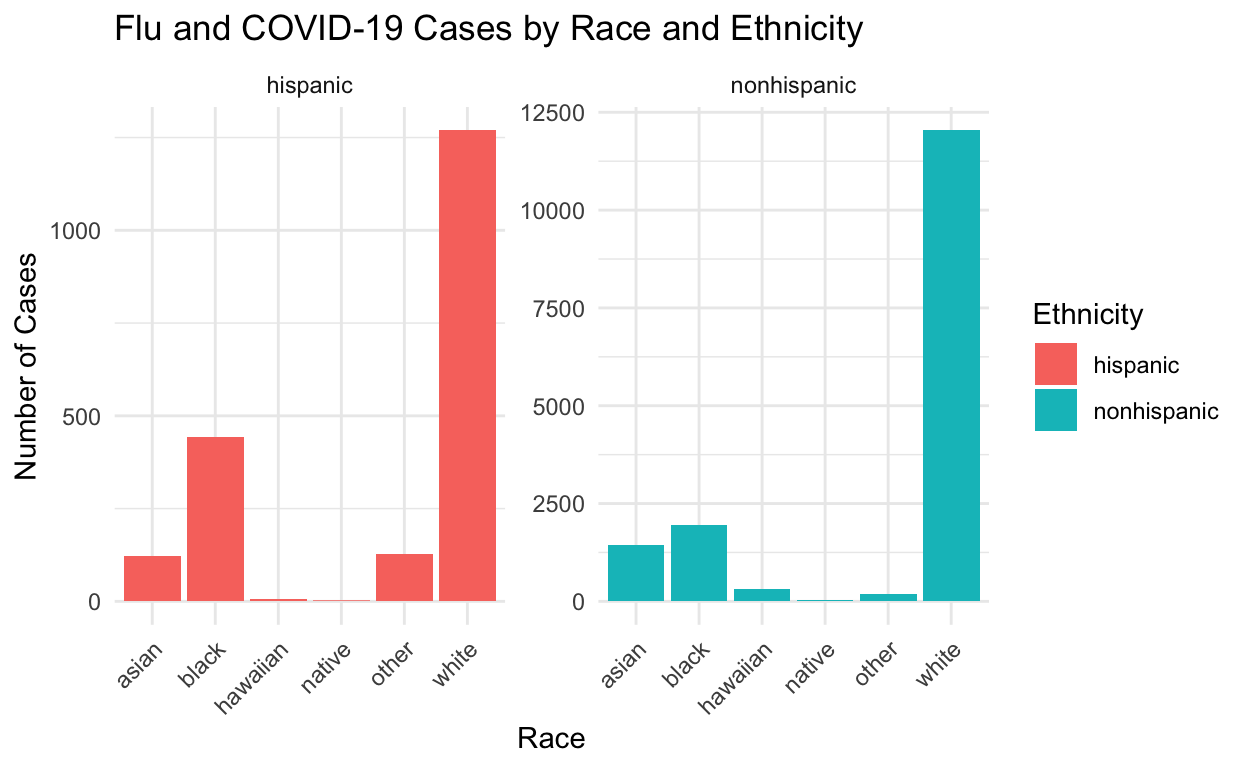 Flu and COVID-19 Cases by Race and Ethnicity
hispanic
nonhispanic
Number of Cases
1000
500
0
12500
10000
7500
5000
2500
0
asian
black
hawaiian
native
other
white
asian
black
hawaiian
native
other
white
Race
Ethnicity
hispanic
nonhispanic